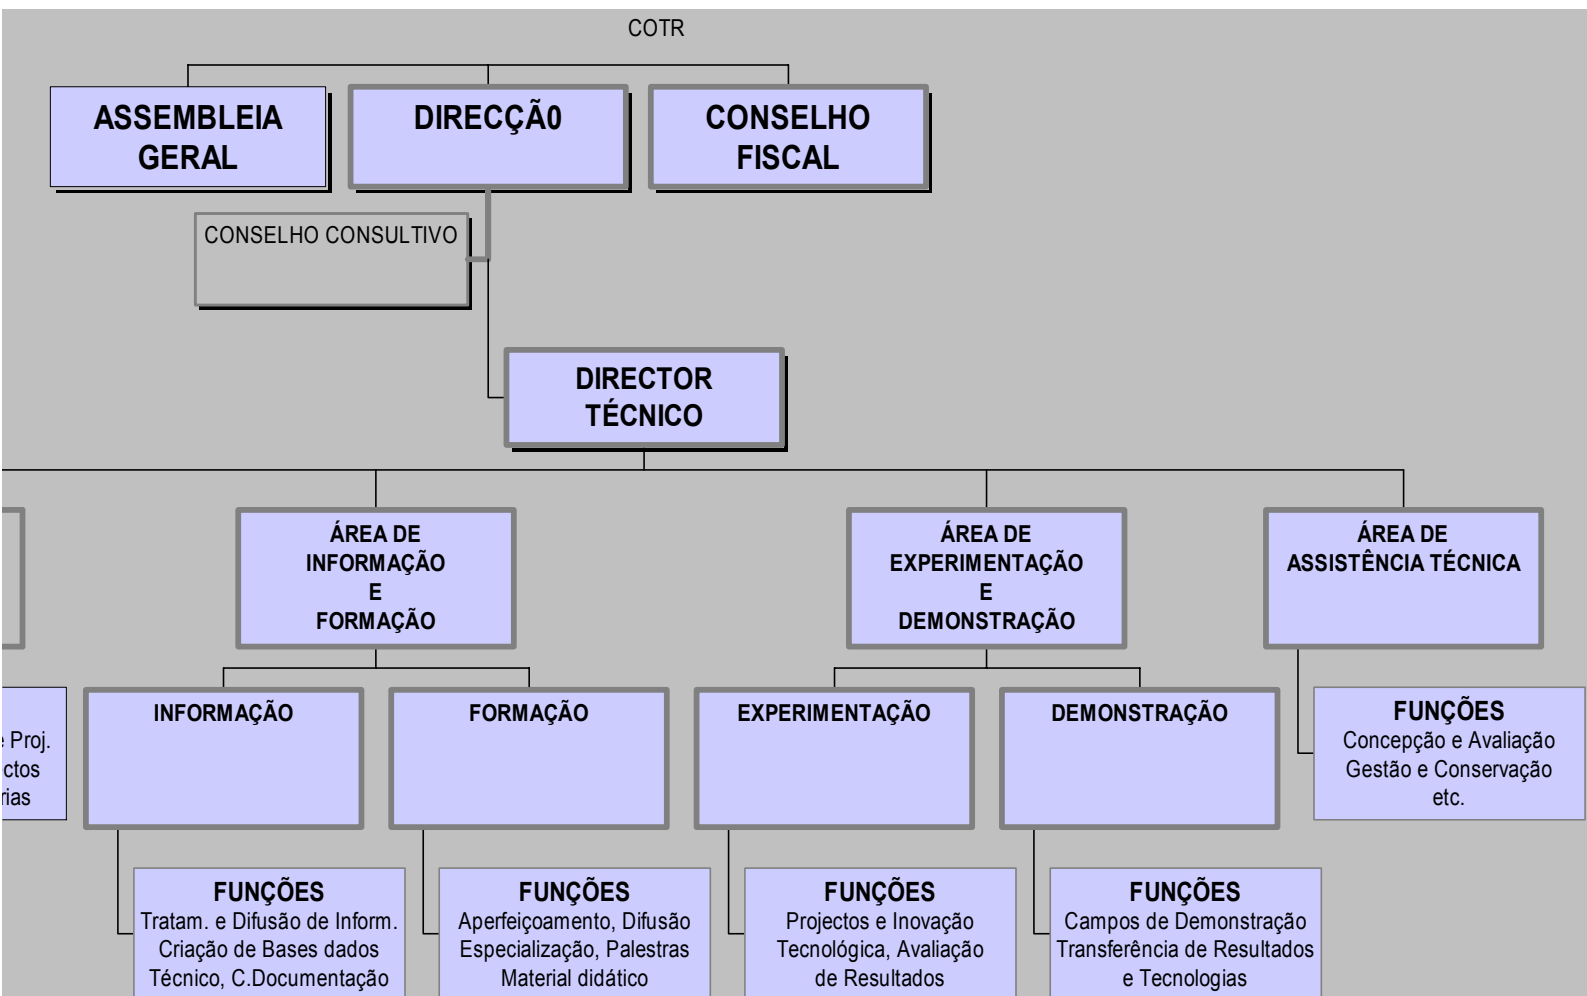 COTR
ASSEMBLEIA
GERAL
DIRECÇÃ0
CONSELHO
FISCAL
CONSELHO CONSULTIVO
DIRECTOR
TÉCNICO
ÁREA DE
INFORMAÇÃO
E
FORMAÇÃO
ÁREA DE
EXPERIMENTAÇÃO
E
DEMONSTRAÇÃO
ÁREA DE
ASSISTÊNCIA TÉCNICA
Proj.
ctos
rias
INFORMAÇÃO
FORMAÇÃO
EXPERIMENTAÇÃO
DEMONSTRAÇÃO
FUNÇÕES
Concepção e Avaliação
Gestão e Conservação
etc.
FUNÇÕES
Tratam. e Difusão de Inform.
Criação de Bases dados
Técnico, C.Documentação
FUNÇÕES
Aperfeiçoamento, Difusão
Especialização, Palestras
Material didático
FUNÇÕES
Projectos e Inovação
Tecnológica, Avaliação
de Resultados
FUNÇÕES
Campos de Demonstração
Transferência de Resultados
e Tecnologias